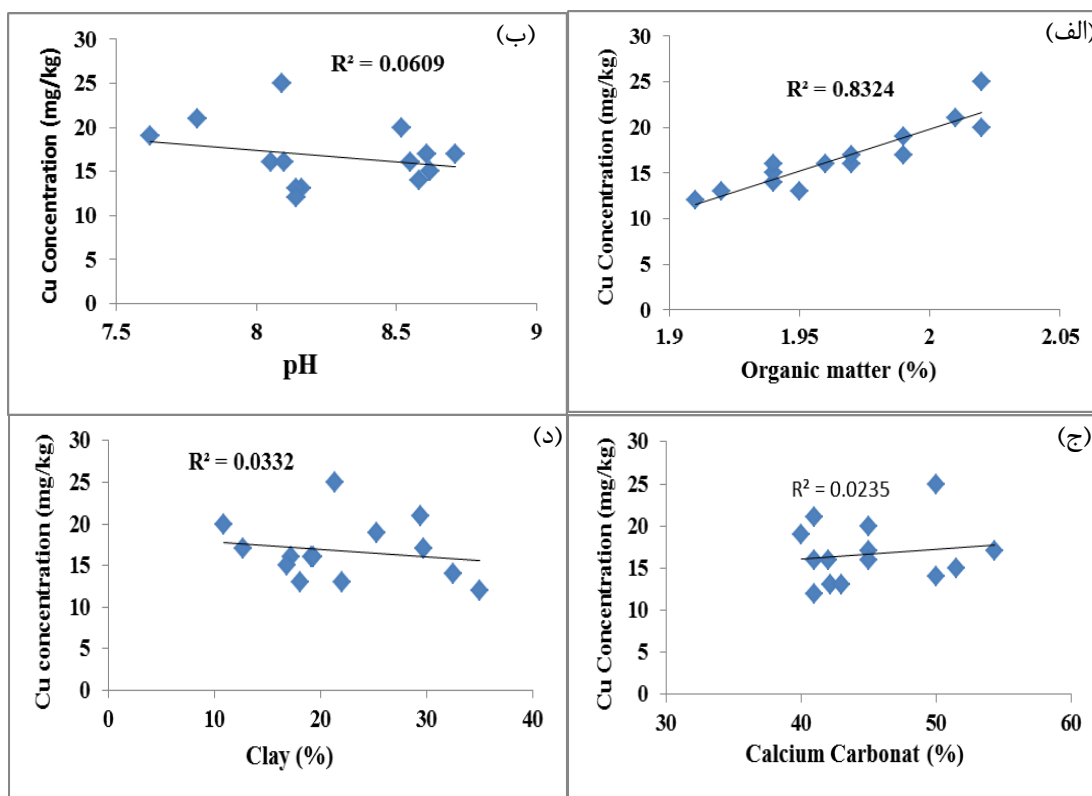 (ب)
R² = 0.0609
Cu Concentration (mg/kg)
30
25
20
15
10
5
0
7.5 8 8.5 9
pH
(الف)
R² = 0.8324
Cu Concentration (mg/kg)
30
25
20
15
10
5
0
1.9 1.95 2 2.05
Organic matter (%)
(د)
R² = 0.0332
Cu concentration (mg/kg)
30
25
20
15
10
5
0
0 10 20 30 40
Clay (%)
(ج)
R² = 0.0235
Cu Concentration (mg/kg)
30
25
20
15
10
5
0
30 40 50 60
Calcium Carbonat (%)